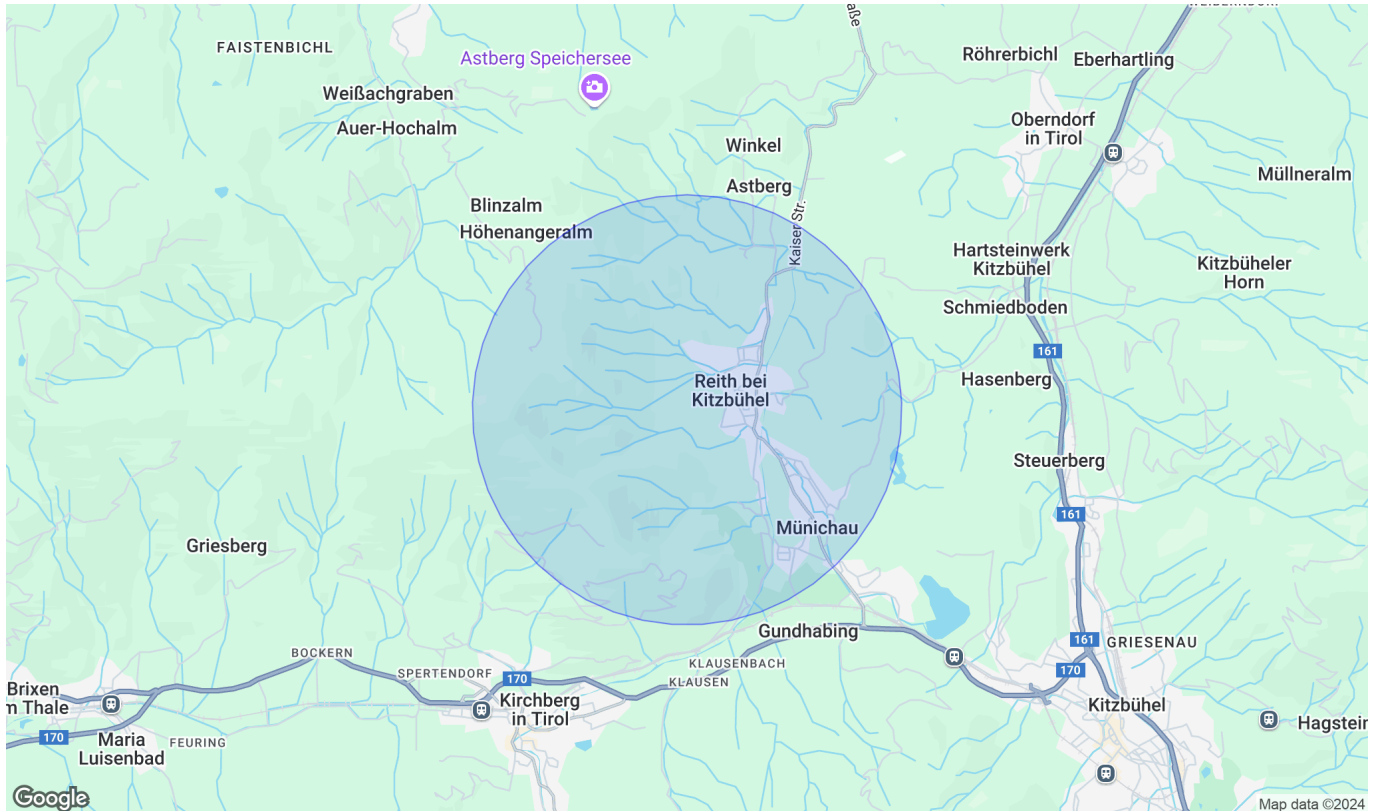 WEIBERNDORF
aße
FAISTENBICHL
Astberg Speichersee
Röhrerbichl
Eberhartling
Weißachgraben
Auer-Hochalm
Oberndorf
in Tirol
Winkel
Müllneralm
Astberg
Blinzalm
Höhenangeralm
Kaiser Str.
Hartsteinwerk
Kitzbühel
Kitzbüheler
Horn
Schmiedboden
161
Reith bei
Kitzbühel
Hasenberg
Steuerberg
161
Münichau
Griesberg
Gundhabing
161
GRIESENAU
BOCKERN
SPERTENDORF
KLAUSENBACH
170
170
KLAUSEN
Brixen
m Thale
Kirchberg
in Tirol
Kitzbühel
Hagstein
170
Maria
Luisenbad
FEURING
Google
Map data ©2024